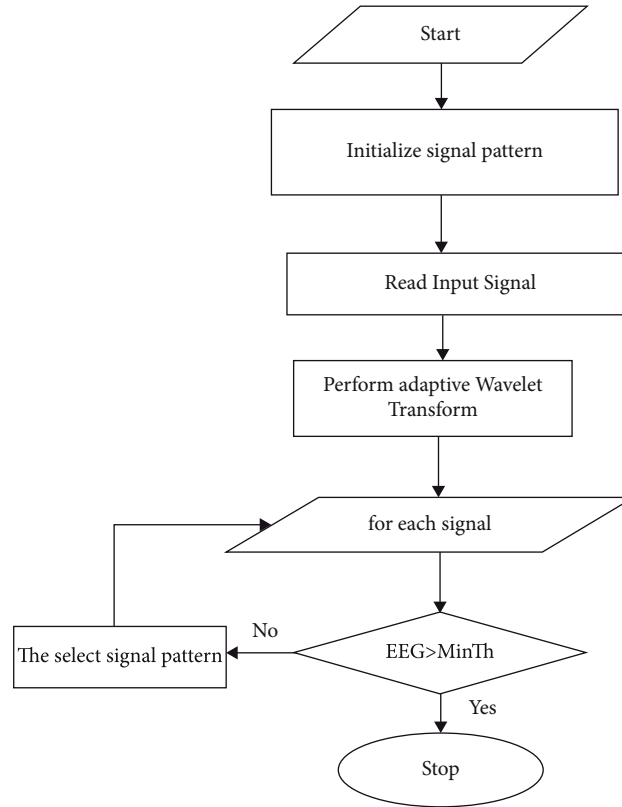 Start
Initialize signal pattern
Read Input Signal
Perform adaptive Wavelet
Transform
for each signal
No
The select signal pattern
EEG>MinTh
Yes
Stop